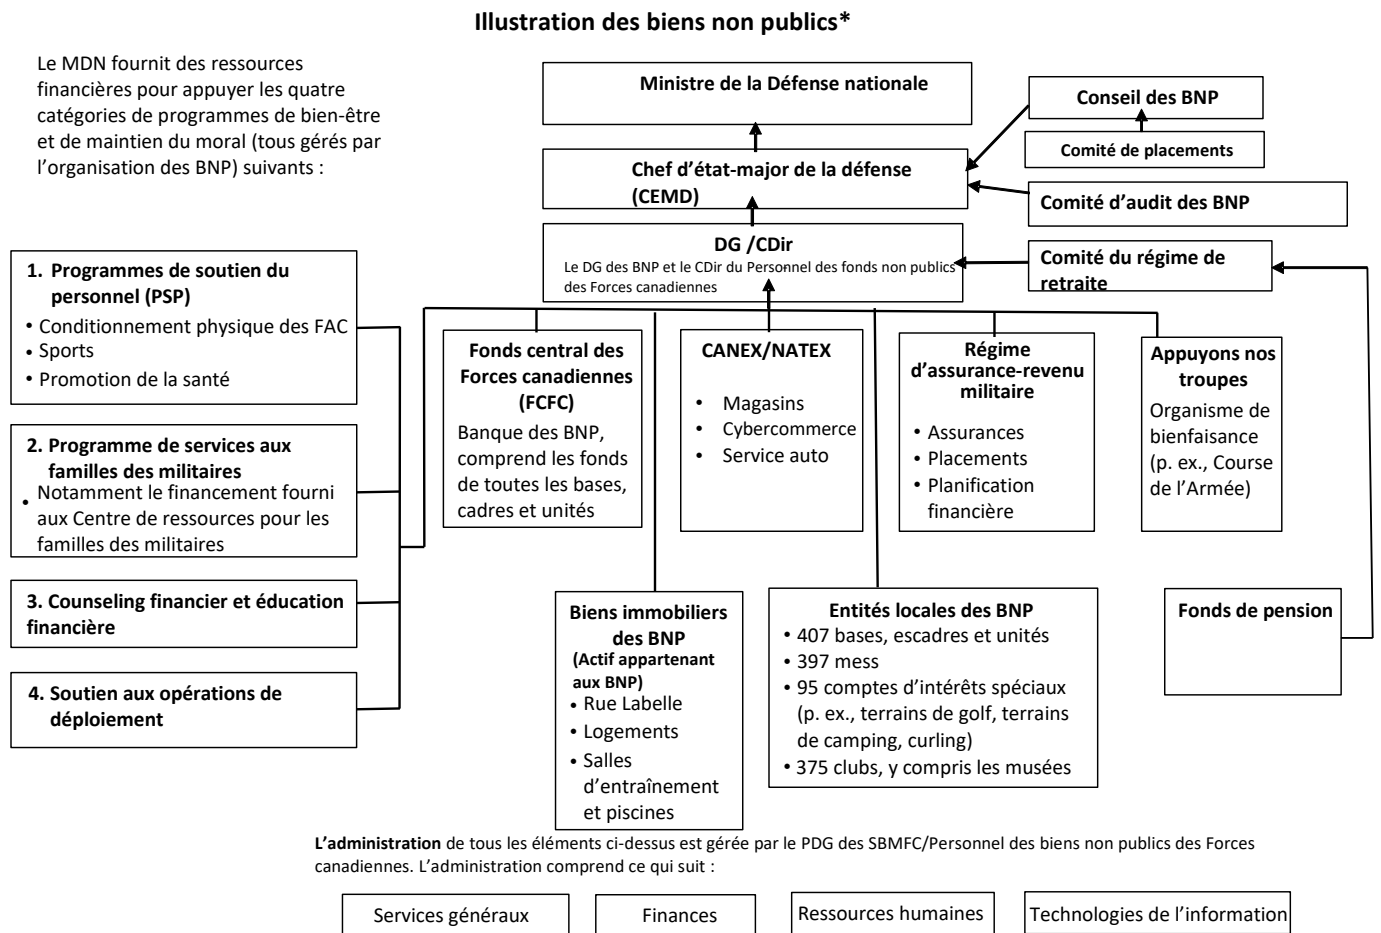 Illustration des biens non publics*
Le MDN fournit des ressources
financières pour appuyer les quatre
catégories de programmes de bien-être
et de maintien du moral (tous gérés par
l'organisation des BNP) suivants :
Ministre de la Défense nationale
Chef d'état-major de la défense
(CEMD)
DG /CDir
Le DG des BNP et le CDir du Personnel des fonds non publics
des Forces canadiennes
Conseil des BNP
Comité de placements
Comité d'audit des BNP
Comité du régime de
retraite
1. Programmes de soutien du
personnel (PSP)
• Conditionnement physique des FAC
• Sports
• Promotion de la santé
2. Programme de services aux
familles des militaires
• Notamment le financement fourni
aux Centre de ressources pour les
familles des militaires
3. Counseling financier et éducation
financière
4. Soutien aux opérations de
déploiement
Fonds central des
Forces canadiennes
(FCFC)
Banque des BNP,
comprend les fonds
de toutes les bases,
cadres et unités
CANEX/NATEX
• Magasins
• Cybercommerce
• Service auto
Régime
d'assurance-revenu
militaire
• Assurances
• Placements
• Planification
financière
Appuyons nos
troupes
Organisme de
bienfaisance
(p. ex., Course
de l'Armée)
Biens immobiliers
des BNP
(Actif appartenant
aux BNP)
• Rue Labelle
• Logements
• Salles
d'entraînement
et piscines
Entités locales des BNP
• 407 bases, escadres et unités
• 397 mess
• 95 comptes d'intérêts spéciaux
(p. ex., terrains de golf, terrains
de camping, curling)
• 375 clubs, y compris les musées
Fonds de pension
L'administration de tous les éléments ci-dessus est gérée par le PDG des SBMFC/Personnel des biens non publics des Forces
canadiennes. L'administration comprend ce qui suit :
Services généraux
Finances
Ressources humaines
Technologies de l'information